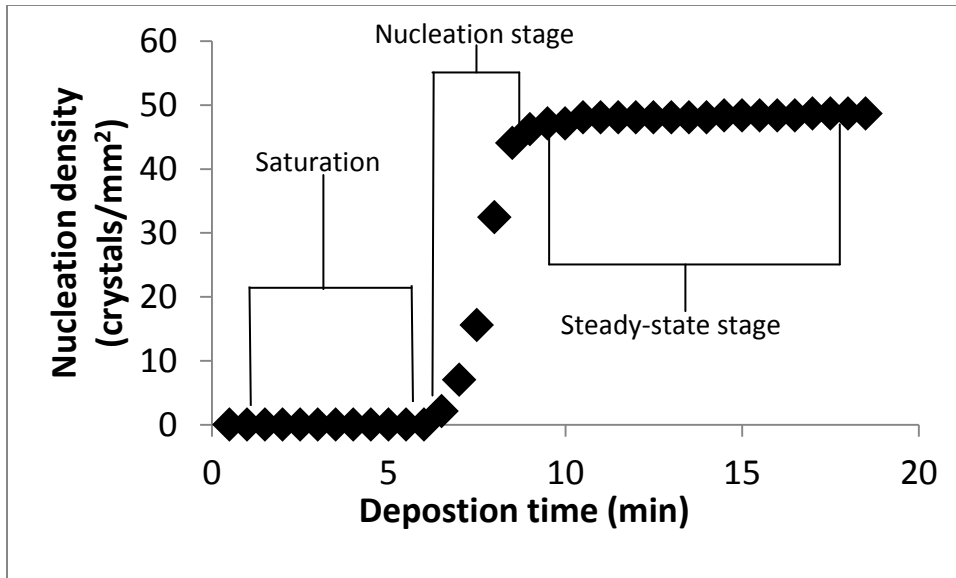 Nucleation stage
Saturation
Steady-state stage
Nucleation density
(crystals/mm²)
60
50
40
30
20
10
0
0 5 10 15 20
Depostion time (min)